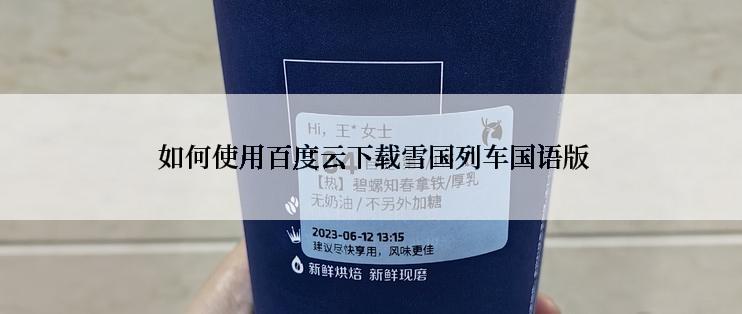 Hi，王*女士
如何使用百度云下载雪国列车国语版
【热】碧螺知春拿铁/厚乳
无奶油/不另外加糖
2023-06-12 13:15
建议尽快享用，风味更佳
新鲜烘焙 新鲜现磨